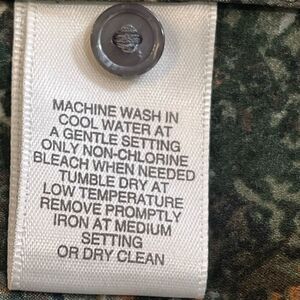 MACHINE WASH IN
COOL WATER AT
A GENTLE SETTING
ONLY NON-CHLORINE
BLEACH WHEN NEEDED
TUMBLE DRY AT
LOW TEMPERATURE
REMOVE PROMPTLY
IRON AT MEDIUM
SETTING
OR DRY CLEAN